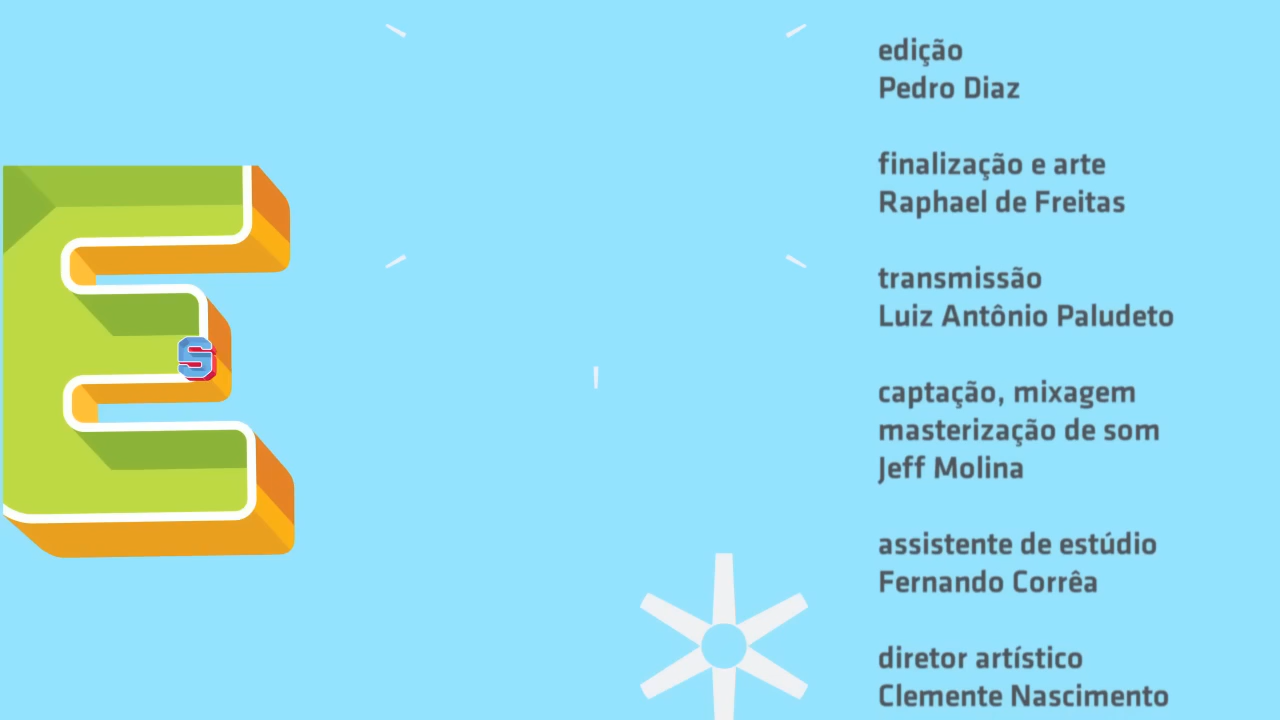 E
S
edição
Pedro Diaz
finalização e arte
Raphael de Freitas
transmissão
Luiz Antônio Paludeto
captação, mixagem
masterização de som
Jeff Molina
assistente de estúdio
Fernando Corrêa
diretor artístico
Clemente Nascimento